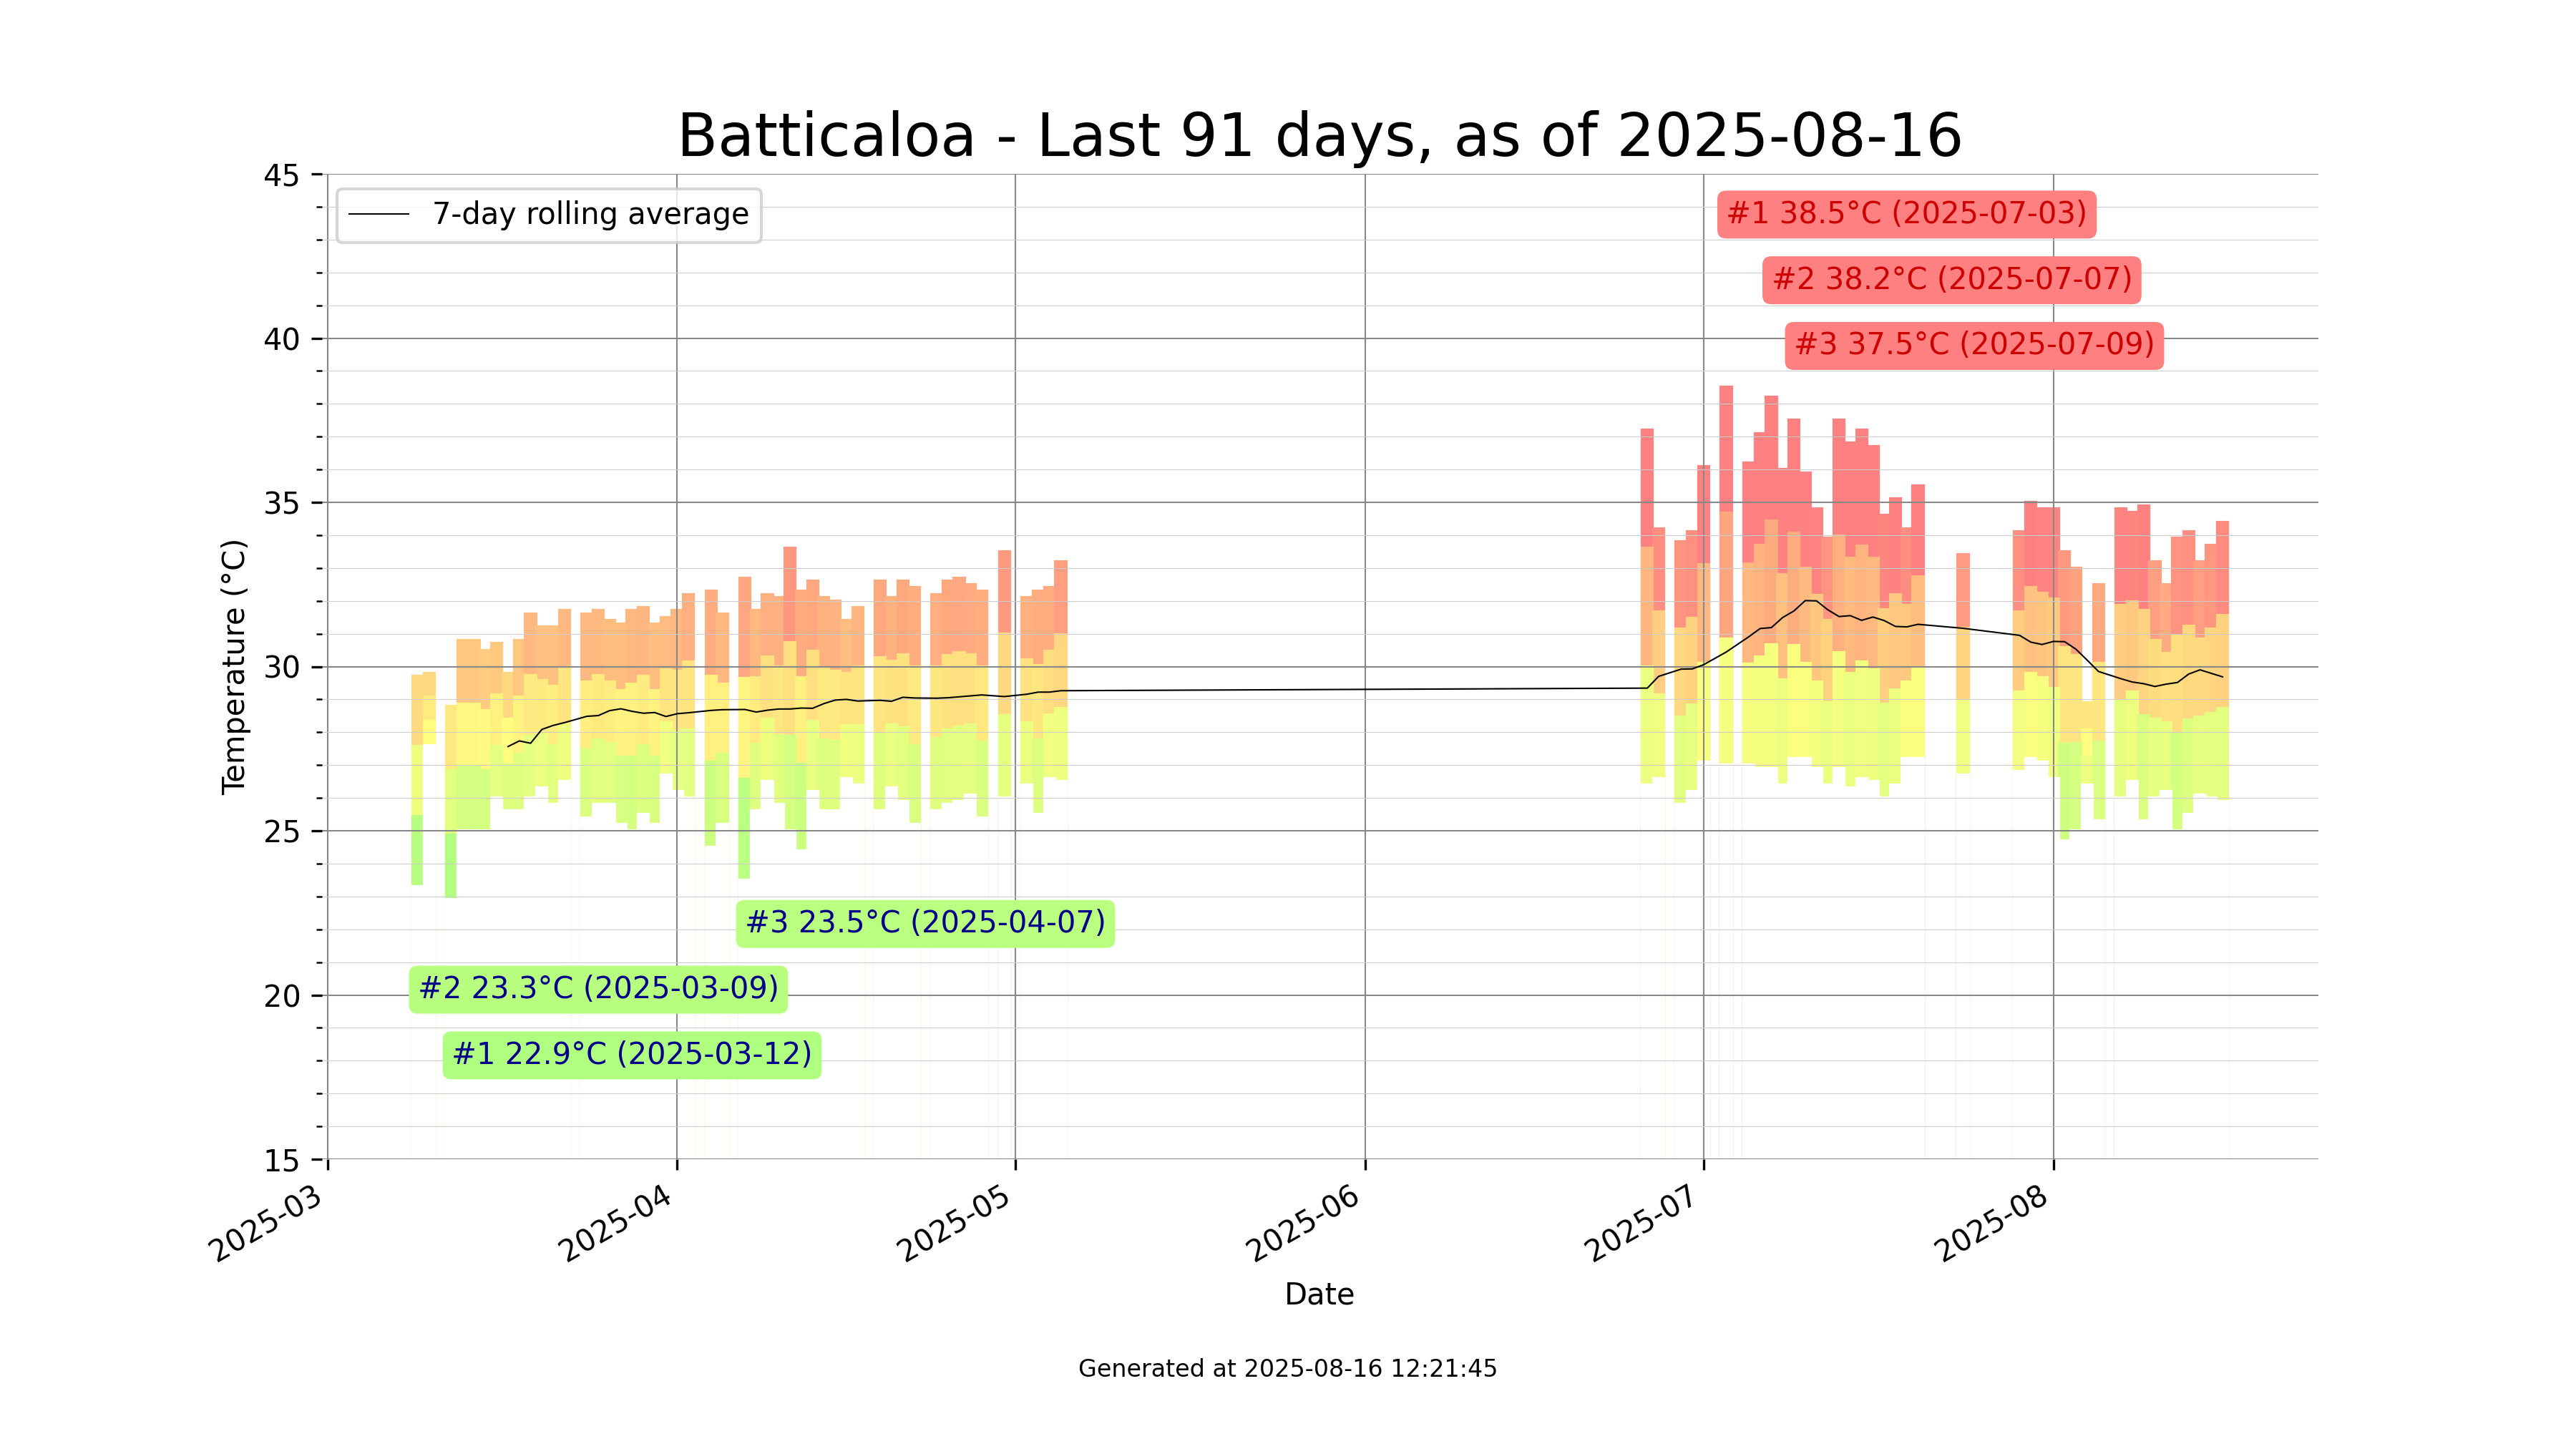 Batticaloa - Last 91 days, as of 2025-08-16
7-day rolling average
#1 38.5°C (2025-07-03)
#2 38.2°C (2025-07-07)
#3 37.5°C (2025-07-09)
#3 23.5°C (2025-04-07)
#2 23.3°C (2025-03-09)
#1 22.9°C (2025-03-12)
45
40
35
30
25
20
15
Temperature (°C)
2025-03
2025-04
2025-05
2025-06
2025-07
2025-08
Date
Generated at 2025-08-16 12:21:45